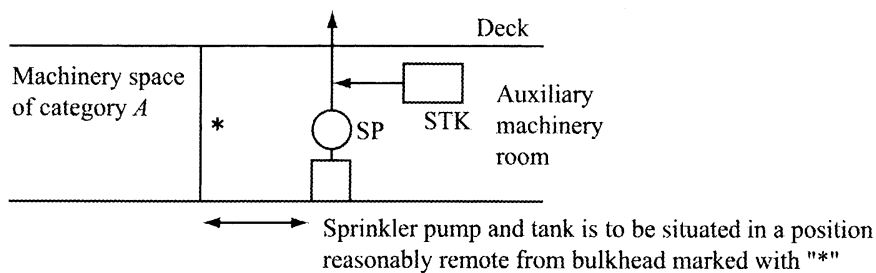 Deck
Machinery space
of category A
*
SP
STK
Auxiliary
machinery
room
Sprinkler pump and tank is to be situated in a position
reasonably remote from bulkhead marked with "*"